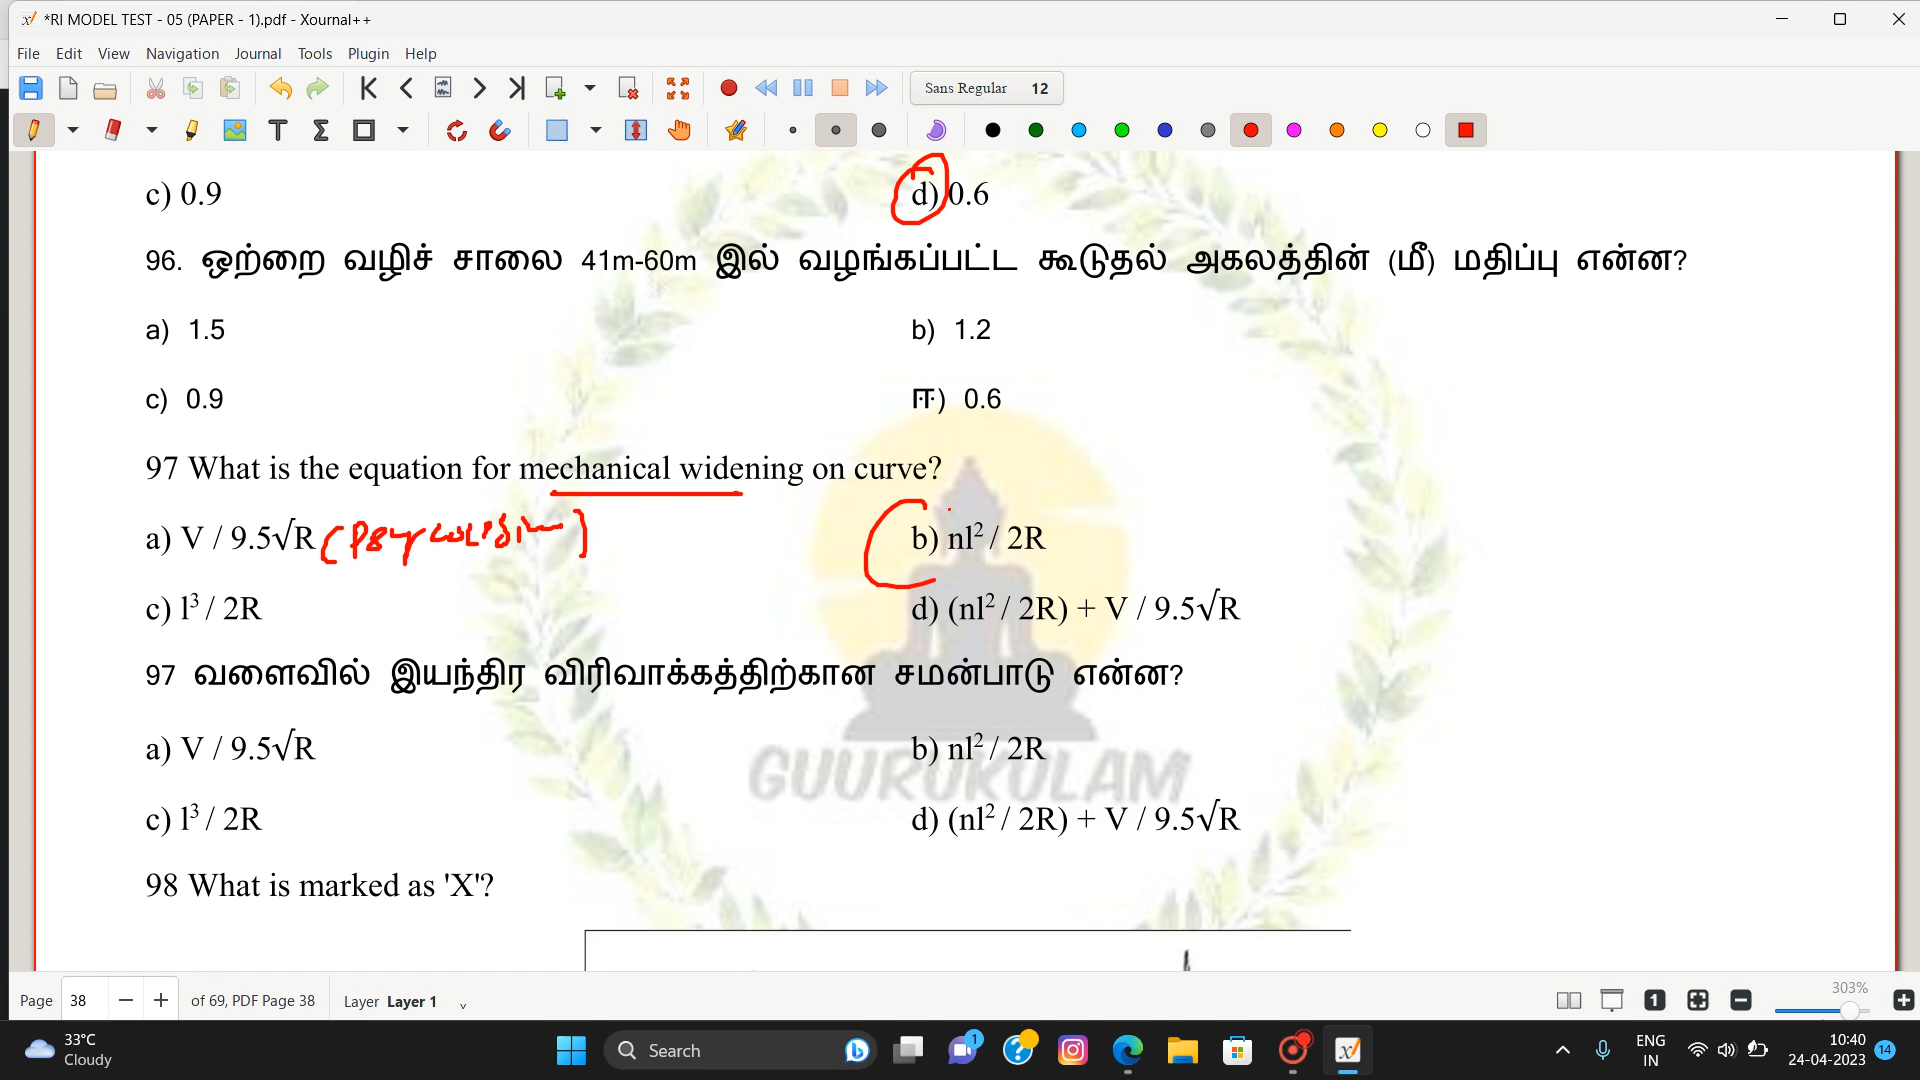 *RI MODEL TEST - 05 (PAPER - 1).pdf - Xournal++
File Edit View Navigation Journal Tools Plugin Help
Sans Regular 12
c) 0.9 d) 0.6
96. ஒற்றை வழிச் சாலை 41m-60m இல் வழங்கப்பட்ட கூடுதல் அகலத்தின் (மீ) மதிப்பு என்ன?
a) 1.5 b) 1.2
c) 0.9 ஈ) 0.6
97 What is the equation for mechanical widening on curve?
a) V / 9.5√R b) nl² / 2R
c) l³ / 2R d) (nl² / 2R) + V / 9.5√R
97 வளைவில் இயந்திர விரிவாக்கத்திற்கான சமன்பாடு என்ன?
a) V / 9.5√R b) nl² / 2R
GUURUKULAM
c) l³ / 2R d) (nl² / 2R) + V / 9.5√R
98 What is marked as 'X'?
Page 38 of 69, PDF Page 38 Layer Layer 1 303%
33°C
Cloudy
Search
1
ENG
IN
10:40
24-04-2023
14